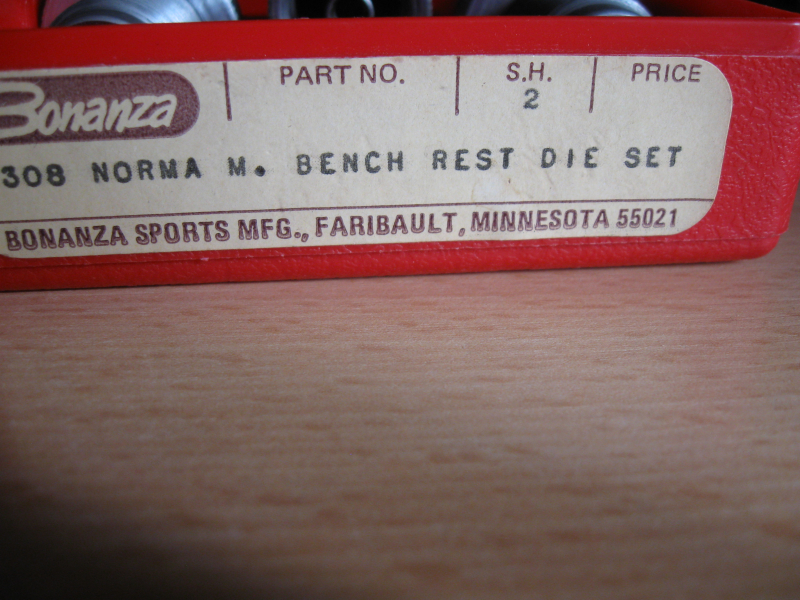 Bonanza PART NO. S.H. PRICE
2
308 NORMA M. BENCH REST DIE SET
BONANZA SPORTS MFG., FARIBAULT, MINNESOTA 55021